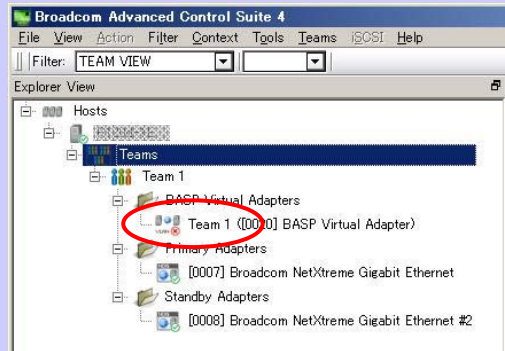 Broadcom Advanced Control Suite 4
File View Action Filter Context Tools Teams iSCSI Help
Filter: TEAM VIEW
Explorer View
Hosts
Teams
Team 1
BASP Virtual Adapters
Team 1 ([0020] BASP Virtual Adapter)
Primary Adapters
[0007] Broadcom NetXtreme Gigabit Ethernet
Standby Adapters
[0008] Broadcom NetXtreme Gigabit Ethernet #2